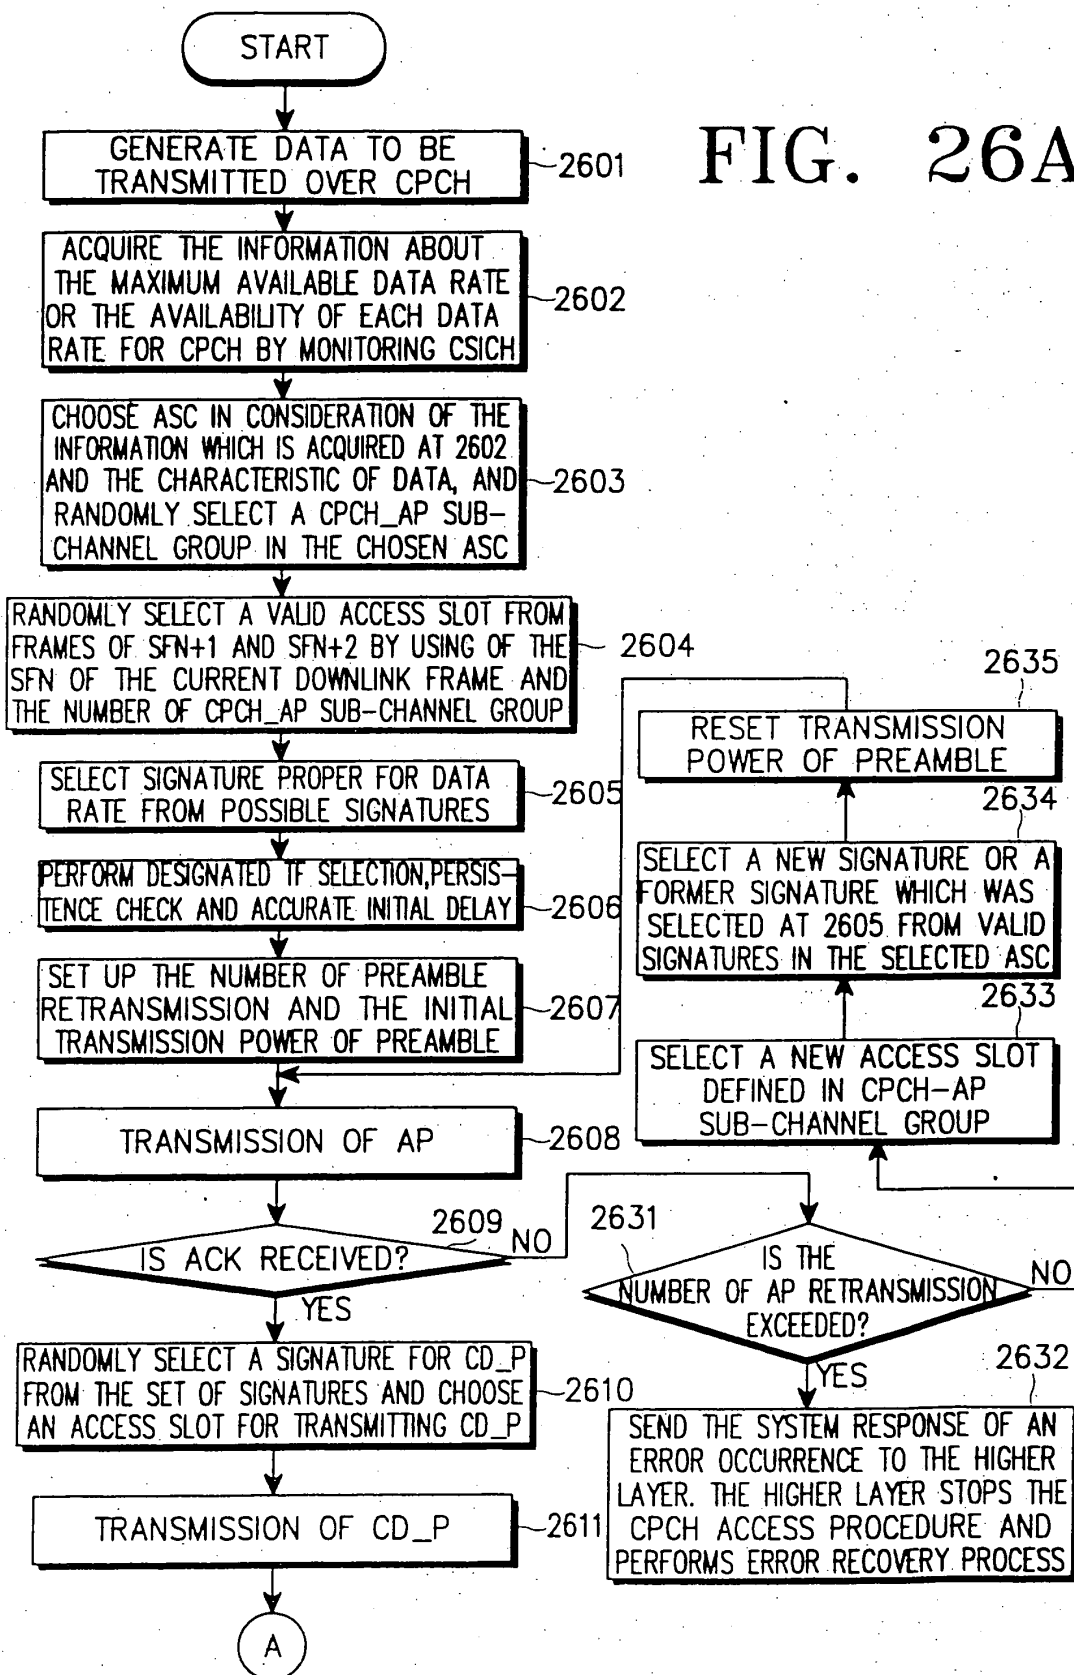 START
FIG. 26A
GENERATE DATA TO BE
TRANSMITTED OVER CPCH
2601
ACQUIRE THE INFORMATION ABOUT
THE MAXIMUM AVAILABLE DATA RATE
OR THE AVAILABILITY OF EACH DATA
RATE FOR CPCH BY MONITORING CSICH
2602
CHOOSE ASC IN CONSIDERATION OF THE
INFORMATION WHICH IS ACQUIRED AT 2602
AND THE CHARACTERISTIC OF DATA, AND
RANDOMLY SELECT A CPCH_AP SUB-
CHANNEL GROUP IN THE CHOSEN ASC
2603
RANDOMLY SELECT A VALID ACCESS SLOT FROM
FRAMES OF SFN+1 AND SFN+2 BY USING OF THE
SFN OF THE CURRENT DOWNLINK FRAME AND
THE NUMBER OF CPCH_AP SUB-CHANNEL GROUP
2604
SELECT SIGNATURE PROPER FOR DATA
RATE FROM POSSIBLE SIGNATURES
2605
PERFORM DESIGNATED TF SELECTION,PERSIS-
TENCE CHECK AND ACCURATE INITIAL DELAY
2606
SET UP THE NUMBER OF PREAMBLE
RETRANSMISSION AND THE INITIAL
TRANSMISSION POWER OF PREAMBLE
2607
TRANSMISSION OF AP
2608
IS ACK RECEIVED?
2609
NO
YES
RANDOMLY SELECT A SIGNATURE FOR CD_P
FROM THE SET OF SIGNATURES AND CHOOSE
AN ACCESS SLOT FOR TRANSMITTING CD_P
2610
TRANSMISSION OF CD_P
2611
A
2635
RESET TRANSMISSION
POWER OF PREAMBLE
2634
SELECT A NEW SIGNATURE OR A
FORMER SIGNATURE WHICH WAS
SELECTED AT 2605 FROM VALID
SIGNATURES IN THE SELECTED ASC
2633
SELECT A NEW ACCESS SLOT
DEFINED IN CPCH-AP
SUB-CHANNEL GROUP
2631
IS THE
NUMBER OF AP RETRANSMISSION
EXCEEDED?
NO
YES
2632
SEND THE SYSTEM RESPONSE OF AN
ERROR OCCURRENCE TO THE HIGHER
LAYER. THE HIGHER LAYER STOPS THE
CPCH ACCESS PROCEDURE AND
PERFORMS ERROR RECOVERY PROCESS